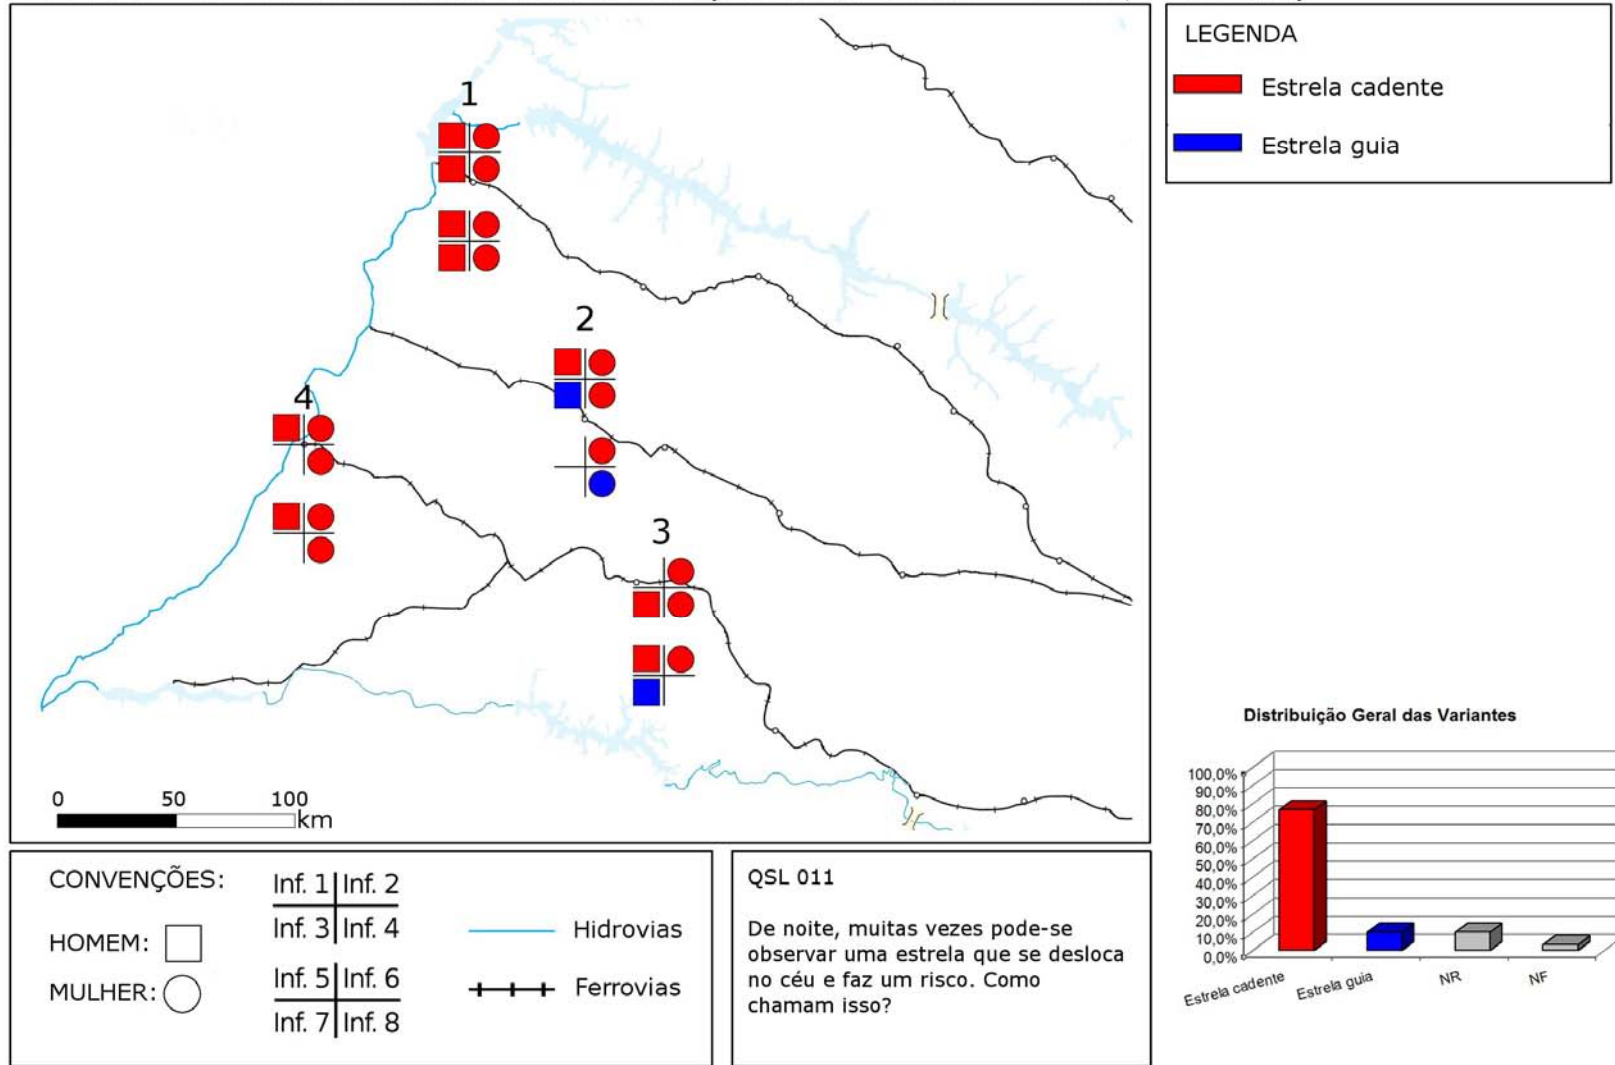 LEGENDA
Estrela cadente
Estrela guia
1
2
4
3
0 50 100
km
CONVENÇÕES:
HOMEM:
MULHER:
Inf. 1 Inf. 2
Inf. 3 Inf. 4
Inf. 5 Inf. 6
Inf. 7 Inf. 8
Hidrovias
Ferrovias
QSL 011
De noite, muitas vezes pode-se
observar uma estrela que se desloca
no céu e faz um risco. Como
chamam isso?
Distribuição Geral das Variantes
100,0%
90,0%
80,0%
70,0%
60,0%
50,0%
40,0%
30,0%
20,0%
10,0%
0,0%
Estrela cadente
Estrela guia
NR
NF